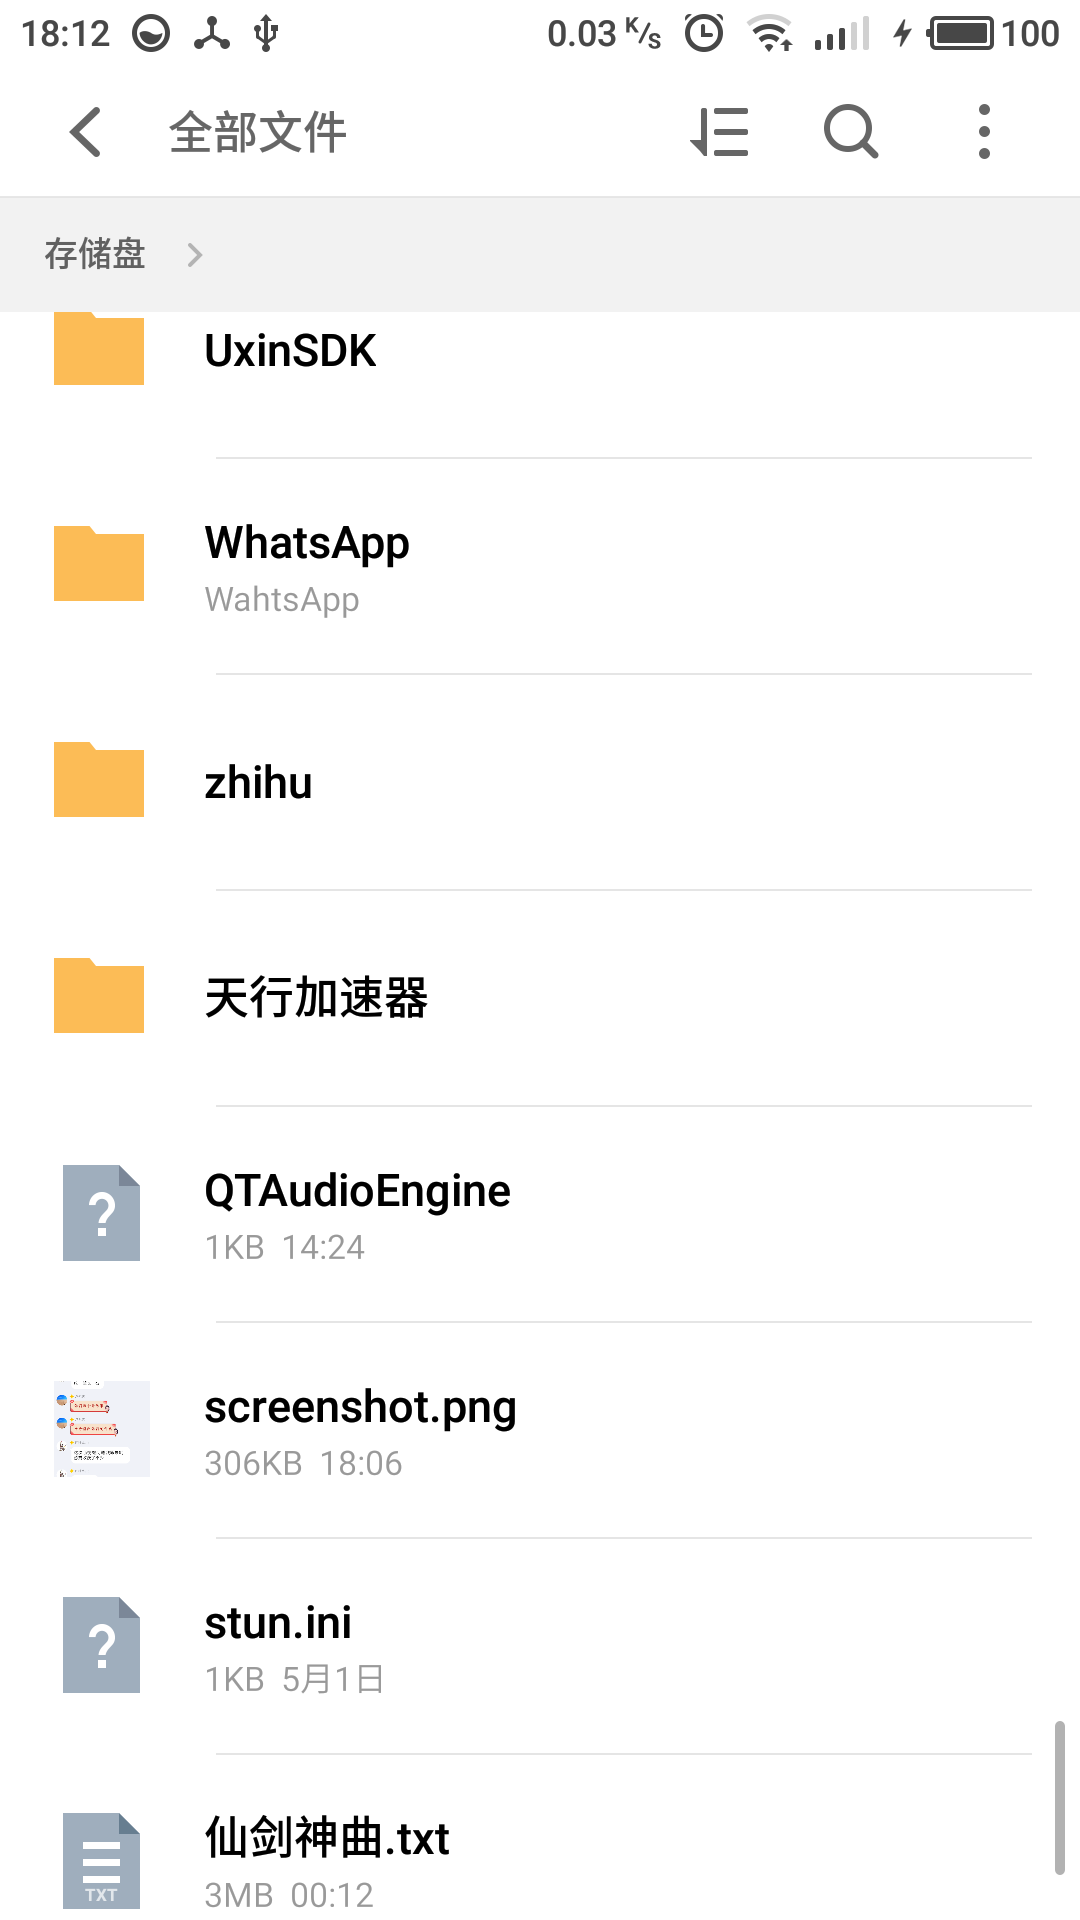 18:12 0.03 K/s 100
全部文件
存储盘
UxinSDK
WhatsApp
WahtsApp
zhihu
天行加速器
?
QTAudioEngine
1KB 14:24
screenshot.png
306KB 18:06
?
stun.ini
1KB 5月1日
仙剑神曲.txt
TXT
3MB 00:12